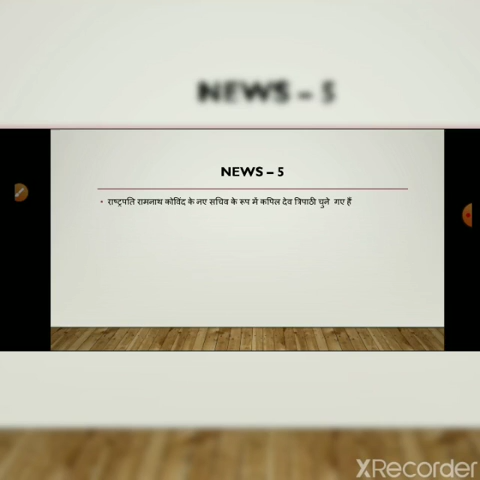 NEWS – 5
NEWS – 5
• राष्ट्रपति रामनाथ कोविंद के नए सचिव के रूप में कपिल देव त्रिपाठी चुने गए हैं
XRecorder